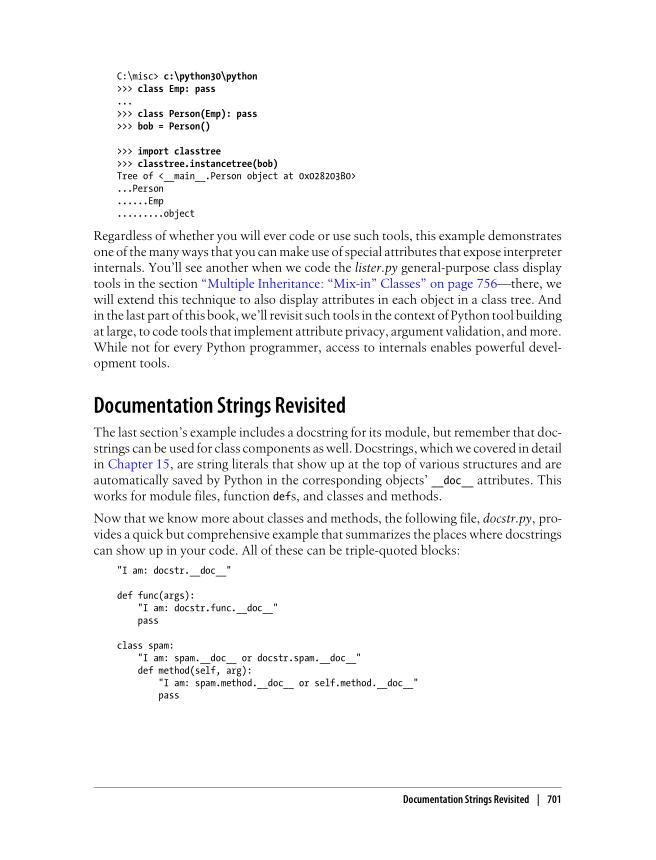 C:\misc> c:\python30\python
>>> class Emp: pass
...
>>> class Person(Emp): pass
>>> bob = Person()
>>> import classtree
>>> classtree.instancetree(bob)
Tree of <__main__.Person object at 0x028203B0>
...Person
......Emp
.........object
Regardless of whether you will ever code or use such tools, this example demonstrates
one of the many ways that you can make use of special attributes that expose interpreter
internals. You’ll see another when we code the lister.py general-purpose class display
tools in the section “Multiple Inheritance: “Mix-in” Classes” on page 756—there, we
will extend this technique to also display attributes in each object in a class tree. And
in the last part of this book, we’ll revisit such tools in the context of Python tool building
at large, to code tools that implement attribute privacy, argument validation, and more.
While not for every Python programmer, access to internals enables powerful devel-
opment tools.
Documentation Strings Revisited
The last section’s example includes a docstring for its module, but remember that doc-
strings can be used for class components as well. Docstrings, which we covered in detail
in Chapter 15, are string literals that show up at the top of various structures and are
automatically saved by Python in the corresponding objects’ __doc__ attributes. This
works for module files, function defs, and classes and methods.
Now that we know more about classes and methods, the following file, docstr.py, pro-
vides a quick but comprehensive example that summarizes the places where docstrings
can show up in your code. All of these can be triple-quoted blocks:
"I am: docstr.__doc__"
def func(args):
    "I am: docstr.func.__doc__"
    pass
class spam:
    "I am: spam.__doc__ or docstr.spam.__doc__"
    def method(self, arg):
        "I am: spam.method.__doc__ or self.method.__doc__"
        pass
Documentation Strings Revisited | 701